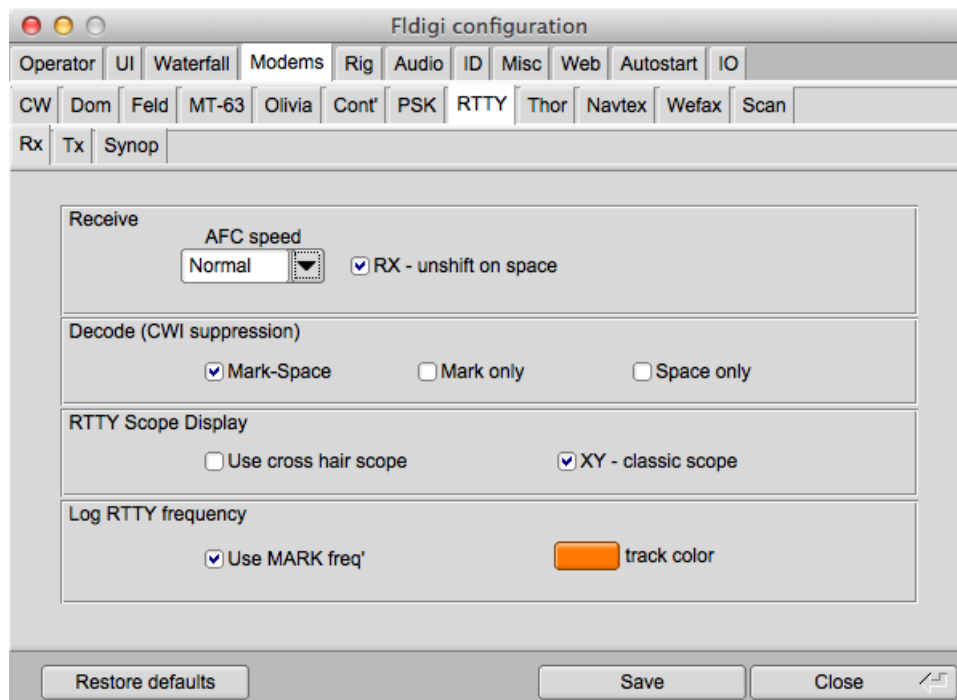 Fldigi configuration
Operator UI Waterfall Modems Rig Audio ID Misc Web Autostart IO
CW Dom Feld MT-63 Olivia Cont' PSK RTTY Thor Navtex Wefax Scan
Rx Tx Synop
Receive
AFC speed
Normal RX - unshift on space
Decode (CWI suppression)
Mark-Space Mark only Space only
RTTY Scope Display
Use cross hair scope XY - classic scope
Log RTTY frequency
Use MARK freq' track color
Restore defaults Save Close